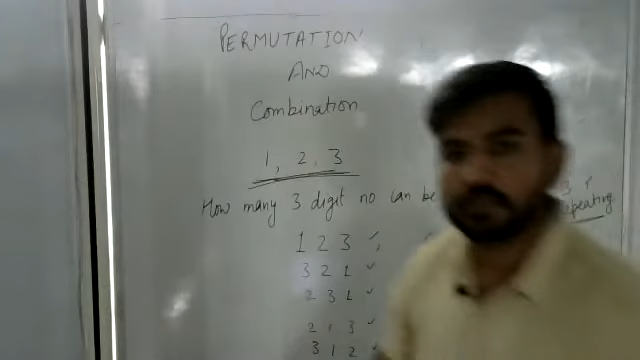 PERMUTATION
AND
Combination
1, 2, 3
How many 3 digit no can be
epeating
1 2 3 ✓,
3 2 1 ✓
2 3 1 ✓
2 1 3 ✓
3 1 2 ✓